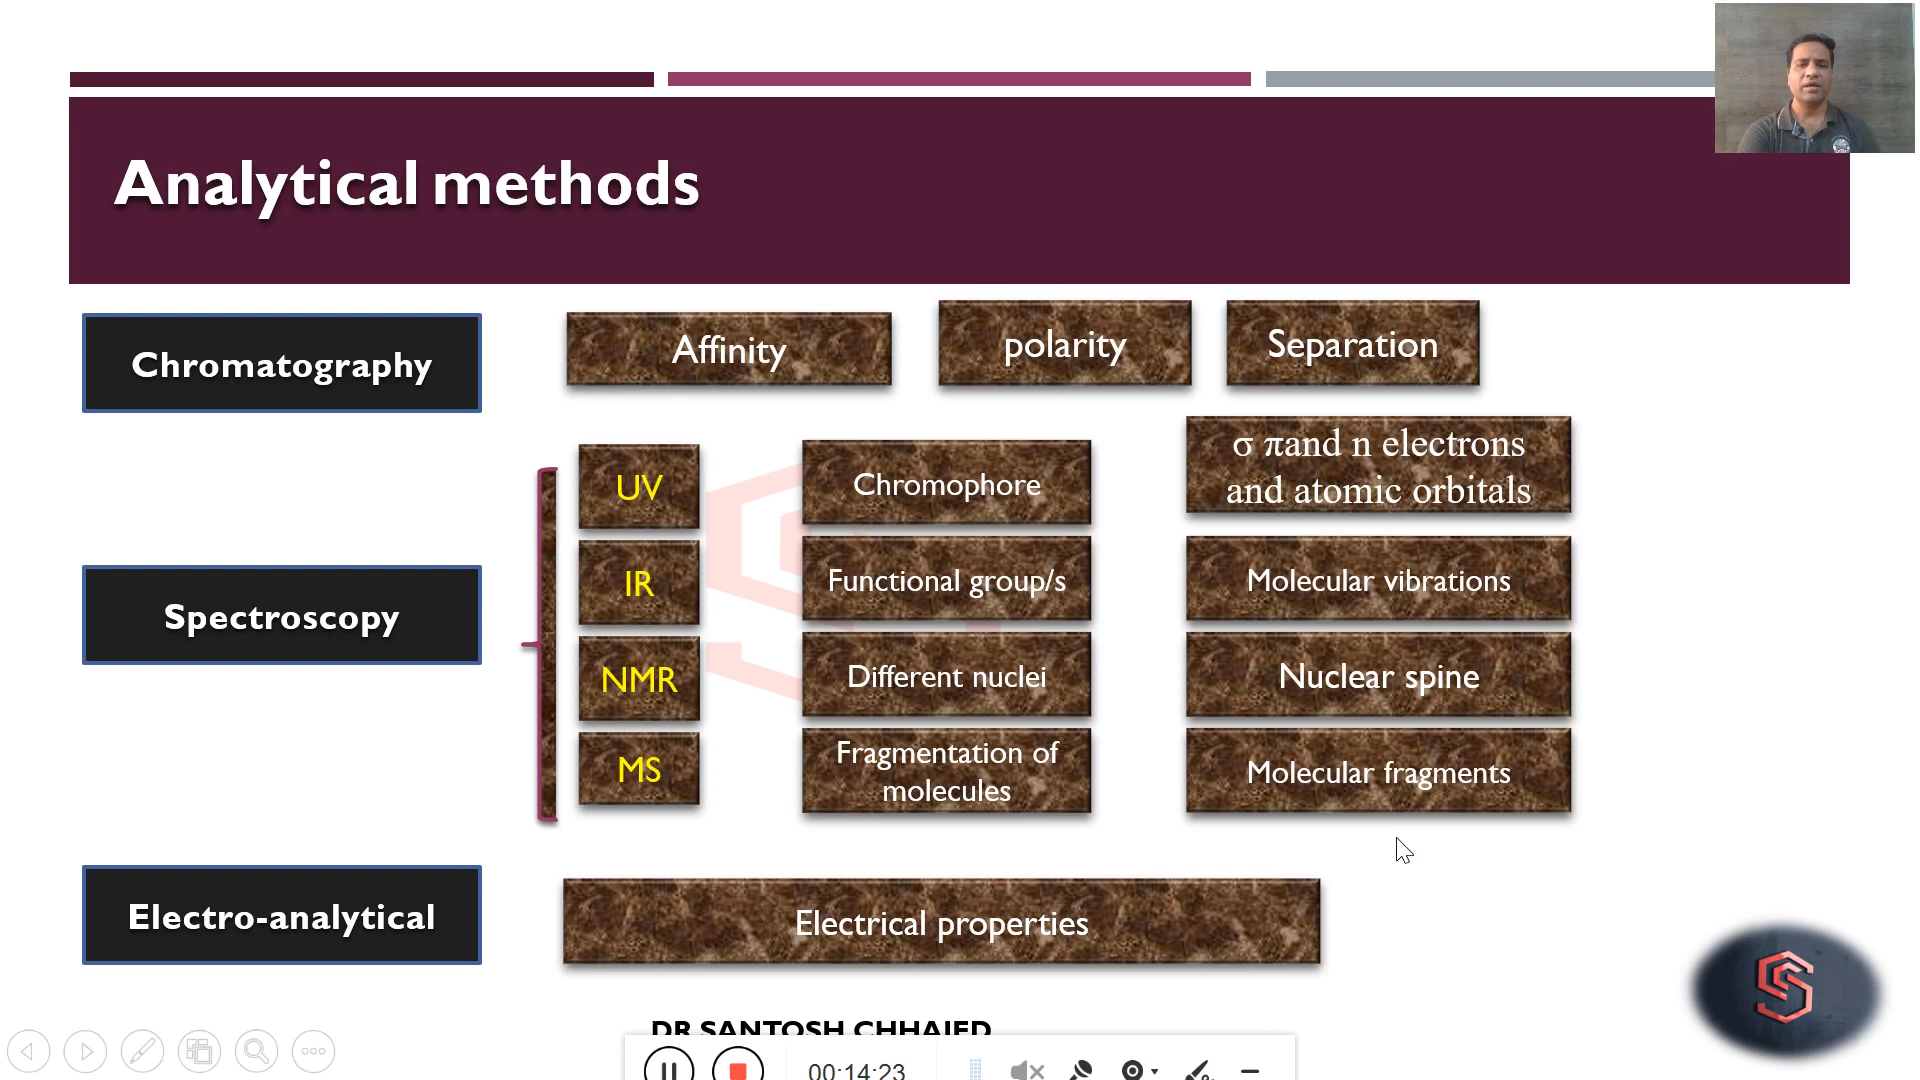 Analytical methods
Chromatography
Affinity
polarity
Separation
Spectroscopy
UV
Chromophore
σ πand n electrons
and atomic orbitals
IR
Functional group/s
Molecular vibrations
NMR
Different nuclei
Nuclear spine
MS
Fragmentation of
molecules
Molecular fragments
Electro-analytical
Electrical properties
DR SANTOSH CHHAJED
00:14:23